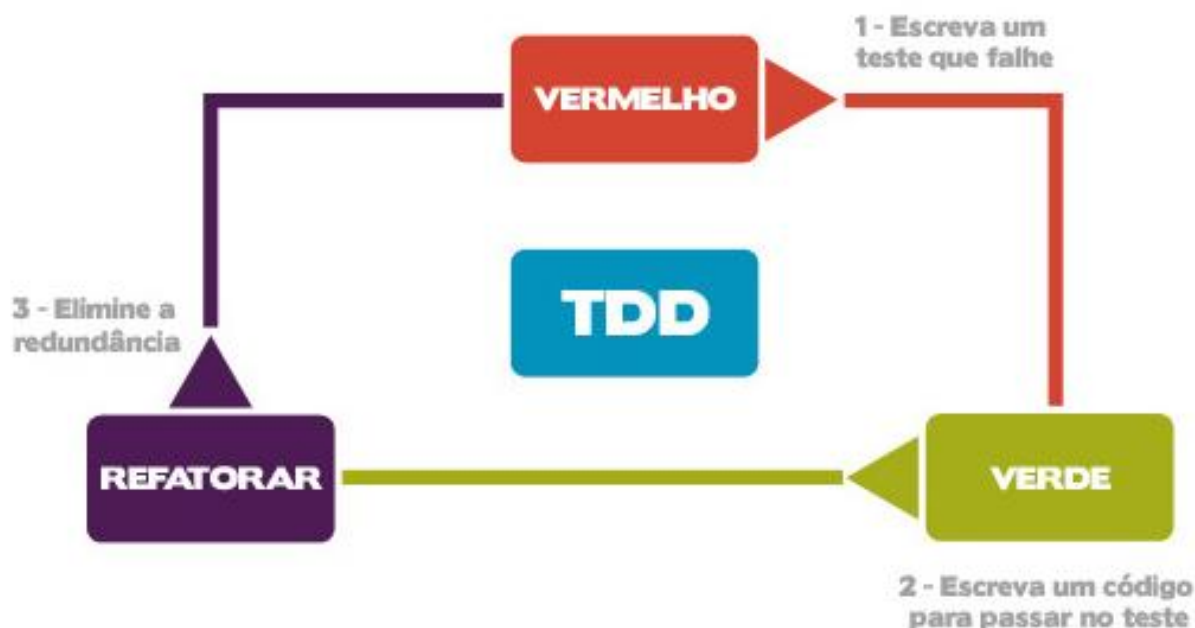 1 - Escreva um
teste que falhe
VERMELHO
TDD
3 - Elimine a
redundância
REFATORAR
VERDE
2 - Escreva um código
para passar no teste